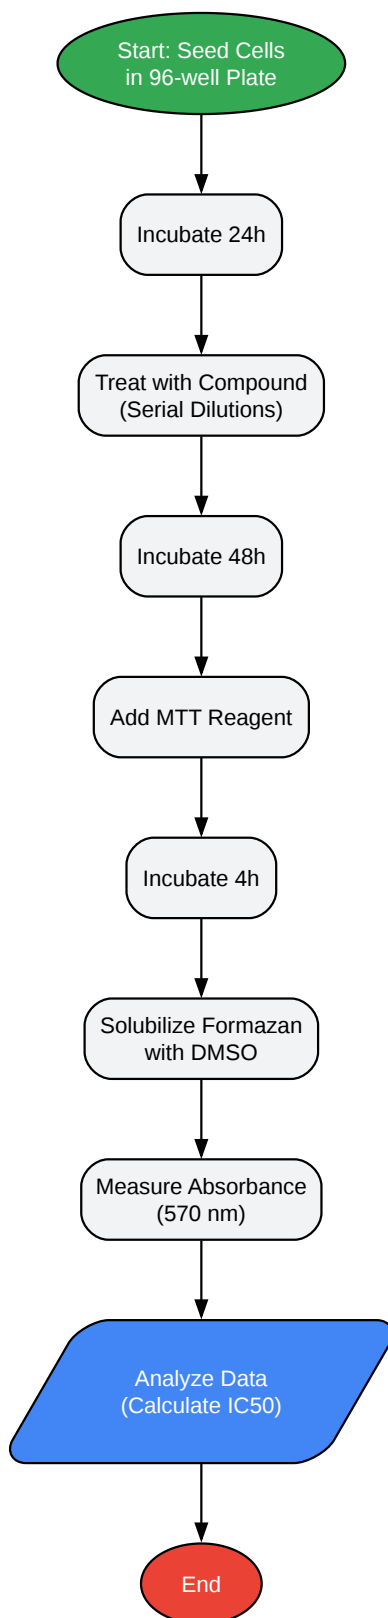 Start: Seed Cells
in 96-well Plate
Incubate 24h
Treat with Compound
(Serial Dilutions)
Incubate 48h
Add MTT Reagent
Incubate 4h
Solubilize Formazan
with DMSO
Measure Absorbance
(570 nm)
Analyze Data
(Calculate IC50)
End